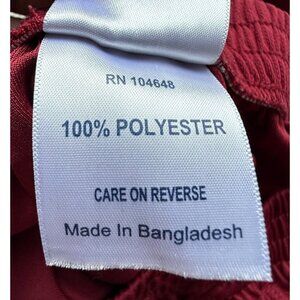 RN 104648
100% POLYESTER
CARE ON REVERSE
Made In Bangladesh